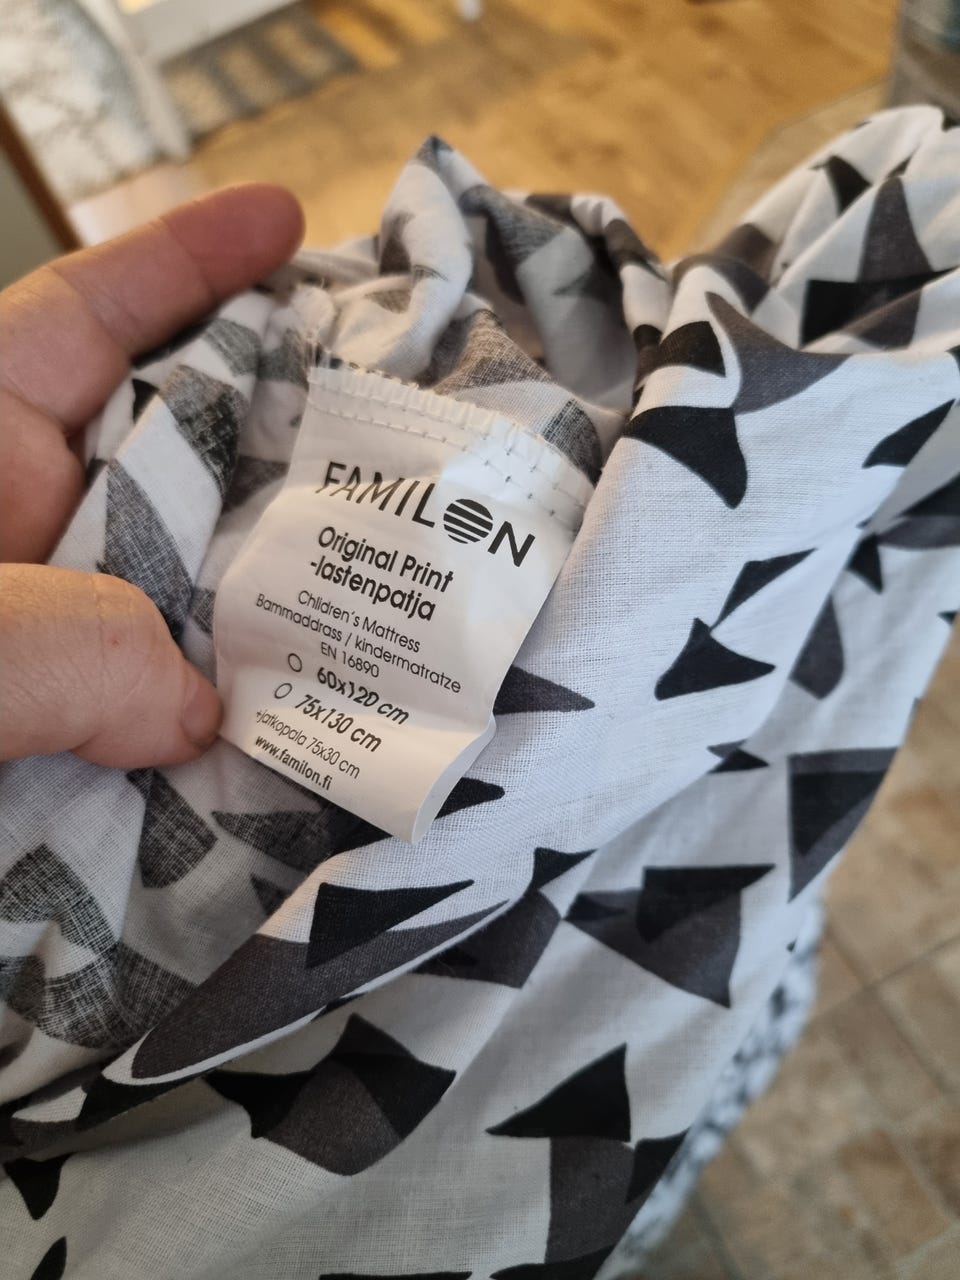 FAMILON
Original Print
-lastenpatja
Children's Mattress
Bammaddrass / kindermatratze
EN 16890
60x120 cm
75x130 cm
+jatkopala 75x30 cm
www.familon.fi